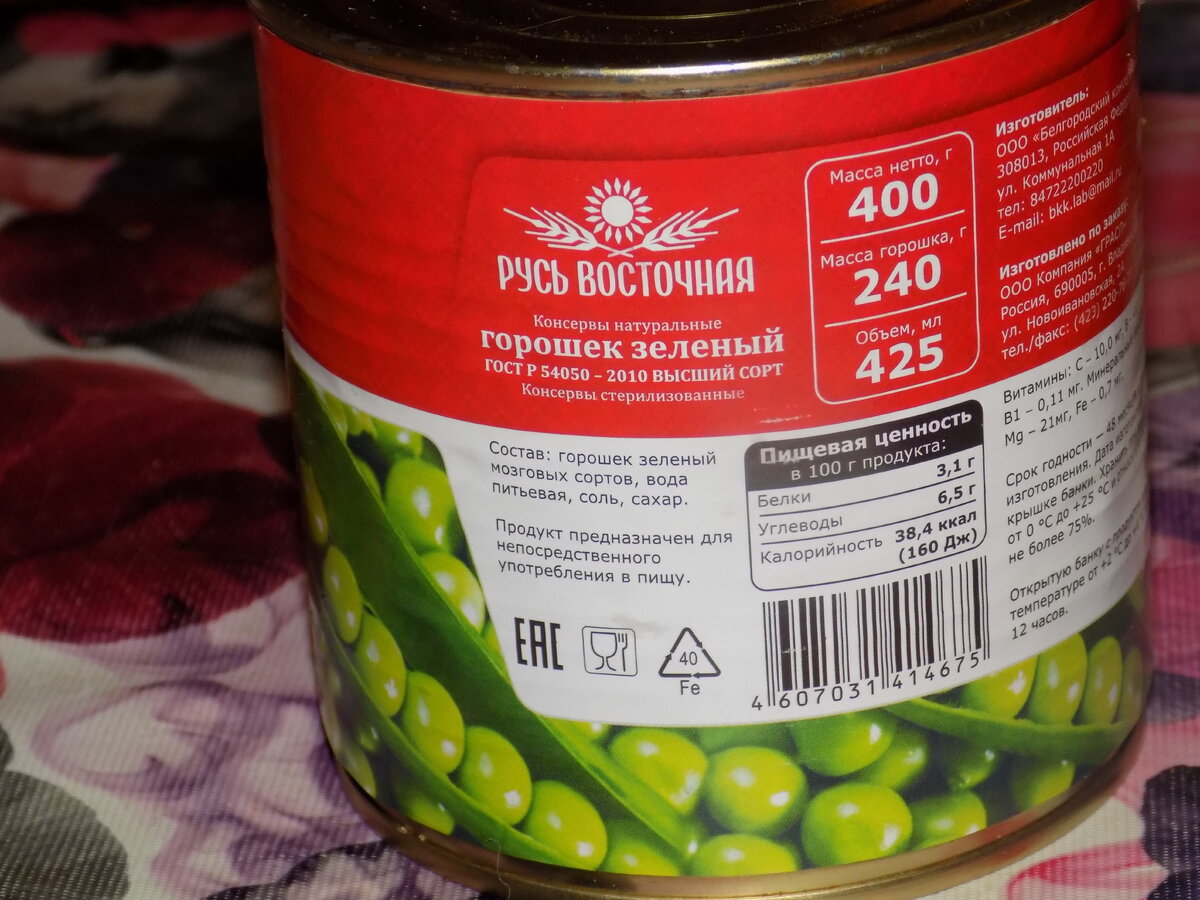 РУСЬ ВОСТОЧНАЯ
Консервы натуральные
горошек зеленый
ГОСТ Р 54050 – 2010 ВЫСШИЙ СОРТ
Консервы стерилизованные
Масса нетто, г
400
Масса горошка, г
240
Объем, мл
425
Изготовитель:
ООО «Белгородский
308013, Российская
ул. Коммунальная 1А
тел: 84722200220
E-mail: bkk.lab@mail.ru
Изготовлено по заказу:
ООО Компания «ГРАСП»
Россия, 690005, г.
ул. Новоивановская, 2А
тел./факс: (423)
Состав: горошек зеленый
мозговых сортов, вода
питьевая, соль, сахар.
Продукт предназначен для
непосредственного
употребления в пищу.
Пищевая ценность
в 100 г продукта:
Белки 3,1 г
Углеводы 6,5 г
Калорийность 38,4 ккал
(160 Дж)
Витамины: С – 10,0 мг,
В1 – 0,11 мг. Минеральные
Mg – 21мг, Fe – 0,7 мг.
Срок годности — 48
изготовления. Дата
крышке банки. Хранить
от 0 °С до +25 °С и
не более 75%.
Открытую банку с
температуре от +2 °С до
12 часов.
EAC
40
Fe
4 607031 414675